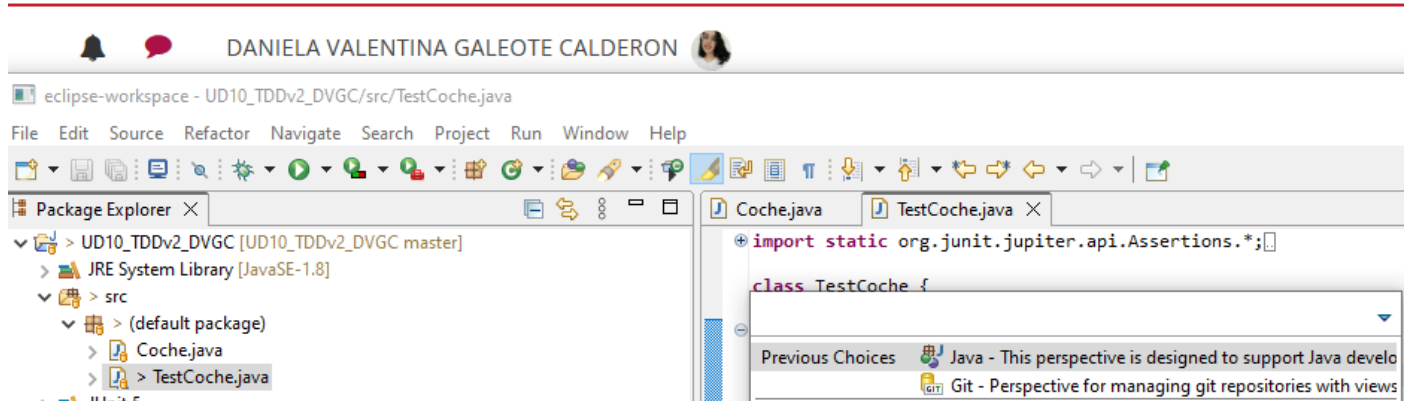 DANIELA VALENTINA GALEOTE CALDERON
eclipse-workspace - UD10_TDDv2_DVGC/src/TestCoche.java
File Edit Source Refactor Navigate Search Project Run Window Help
Package Explorer
Coche.java TestCoche.java
> UD10_TDDv2_DVGC [UD10_TDDv2_DVGC master]
import static org.junit.jupiter.api.Assertions.*;
JRE System Library [JavaSE-1.8]
class TestCoche {
> src
> (default package)
Coche.java
Previous Choices Java - This perspective is designed to support Java develo
> TestCoche.java
GIT Git - Perspective for managing git repositories with views
JUnit 5